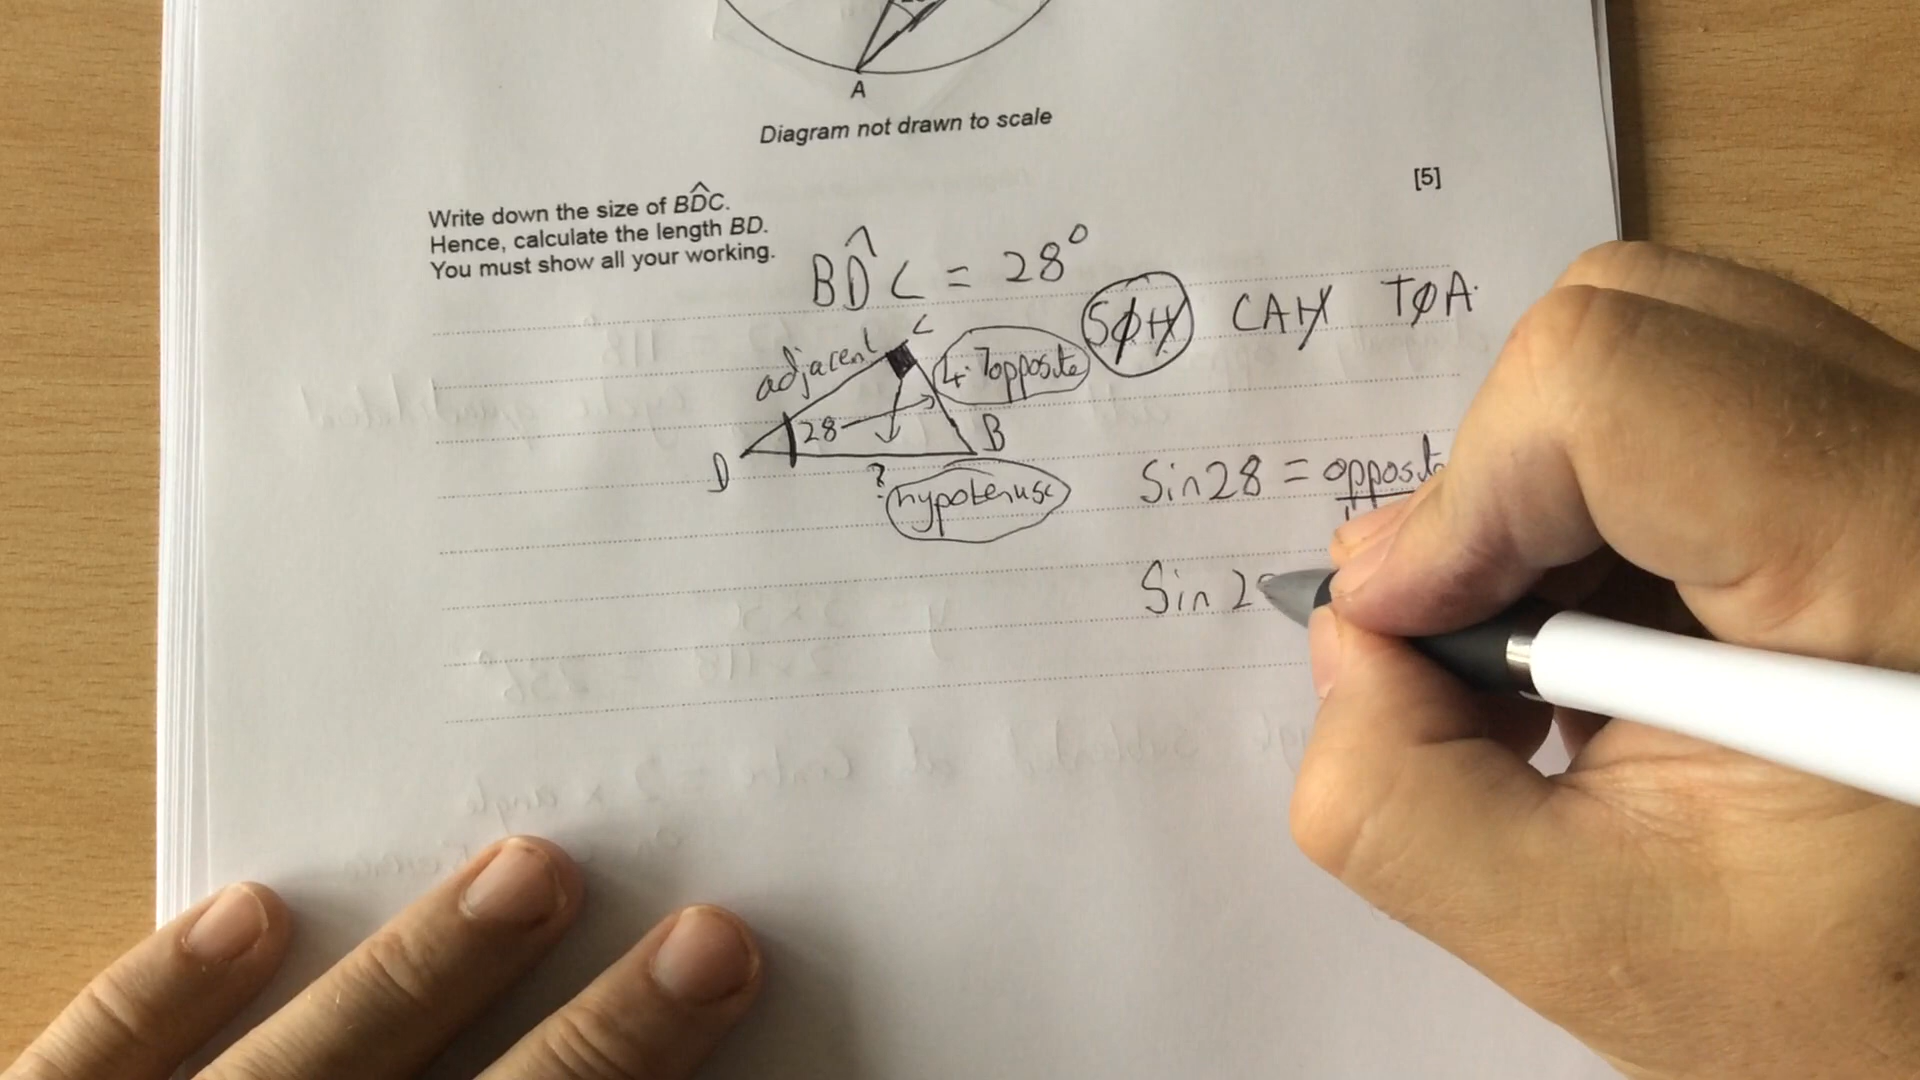 A
Diagram not drawn to scale
[5]
Write down the size of BD̂C.
Hence, calculate the length BD.
You must show all your working.
BD̂C = 28°
SOH CAH TOA
C
adjacent
4.7 opposite
28
B
D
?
hypotenuse
Sin28 = opposite
Sin 28